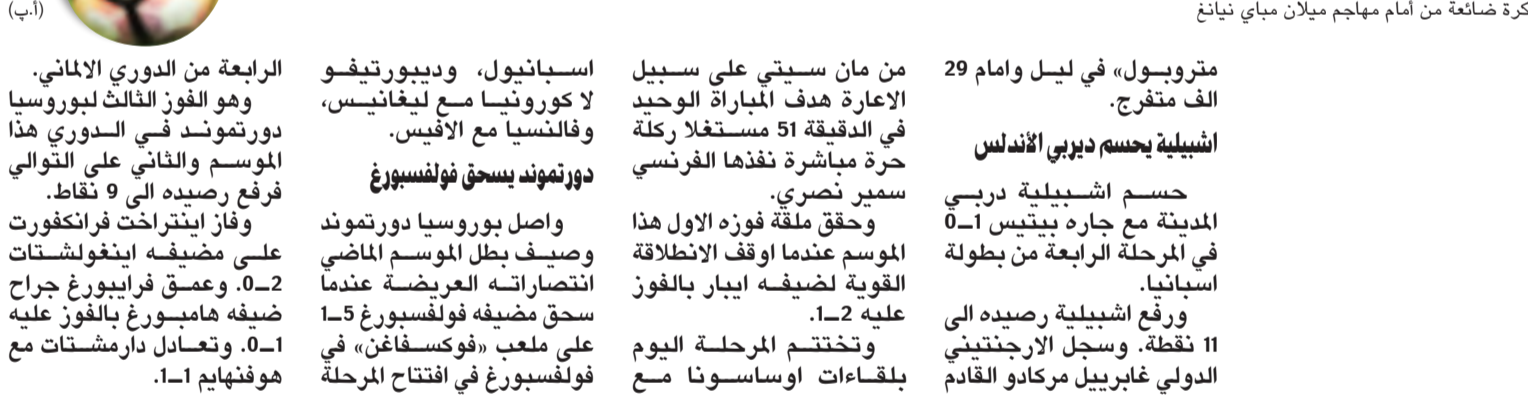 كرة ضائعة من أمام مهاجم ميلان مباي نيانغ
(أ.پ)
متروبول» في ليل وامام 29
الف متفرج.
اشبيلية يحسم ديربي الأندلس
حسم اشبيلية دربي
المدينة مع جاره بيتيس 1ــ0
في المرحلة الرابعة من بطولة
اسبانيا.
ورفع اشبيلية رصيده الى
11 نقطة. وسجل الارجنتيني
الدولي غابرييل مركادو القادم
من مان سيتي على سبيل
الاعارة هدف المباراة الوحيد
في الدقيقة 51 مستغلا ركلة
حرة مباشرة نفذها الفرنسي
سمير نصري.
وحقق ملقة فوزه الاول هذا
الموسم عندما اوقف الانطلاقة
القوية لضيفه ايبار بالفوز
عليه 2ــ1.
وتختتم المرحلة اليوم
بلقاءات اوساسونا مع
اسبانيول، وديبورتيفو
لا كورونيا مع ليغانيس،
وفالنسيا مع الافيس.
دورتموند يسحق فولفسبورغ
واصل بوروسيا دورتموند
وصيف بطل الموسم الماضي
انتصاراته العريضة عندما
سحق مضيفه فولفسبورغ 5ــ1
على ملعب «فوكسفاغن» في
فولفسبورغ في افتتاح المرحلة
الرابعة من الدوري الالماني.
وهو الفوز الثالث لبوروسيا
دورتموند في الدوري هذا
الموسم والثاني على التوالي
فرفع رصيده الى 9 نقاط.
وفاز اينتراخت فرانكفورت
على مضيفه اينغولشتات
2ــ0. وعمق فرايبورغ جراح
ضيفه هامبورغ بالفوز عليه
1ــ0. وتعادل دارمشتات مع
هوفنهايم 1ــ1.